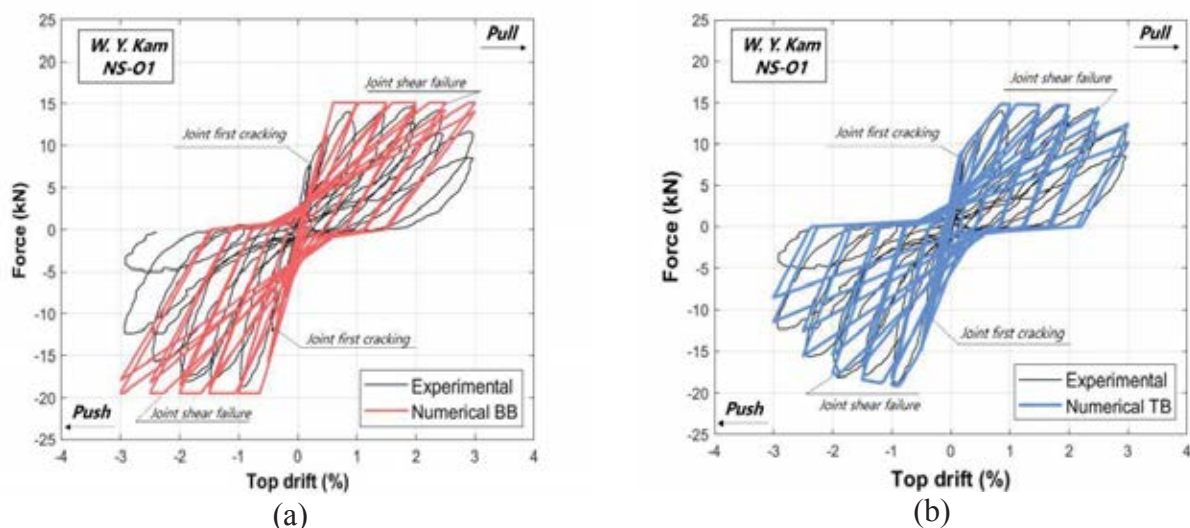 W. Y. Kam
NS-O1
Pull
Joint shear failure
Joint first cracking
Joint first cracking
Joint shear failure
Push
Experimental
Numerical BB
Force (kN)
25
20
15
10
5
0
-5
-10
-15
-20
-25
-4 -3 -2 -1 0 1 2 3 4
Top drift (%)
(a)
W. Y. Kam
NS-O1
Pull
Joint shear failure
Joint first cracking
Joint first cracking
Joint shear failure
Push
Experimental
Numerical TB
Force (kN)
25
20
15
10
5
0
-5
-10
-15
-20
-25
-4 -3 -2 -1 0 1 2 3 4
Top drift (%)
(b)